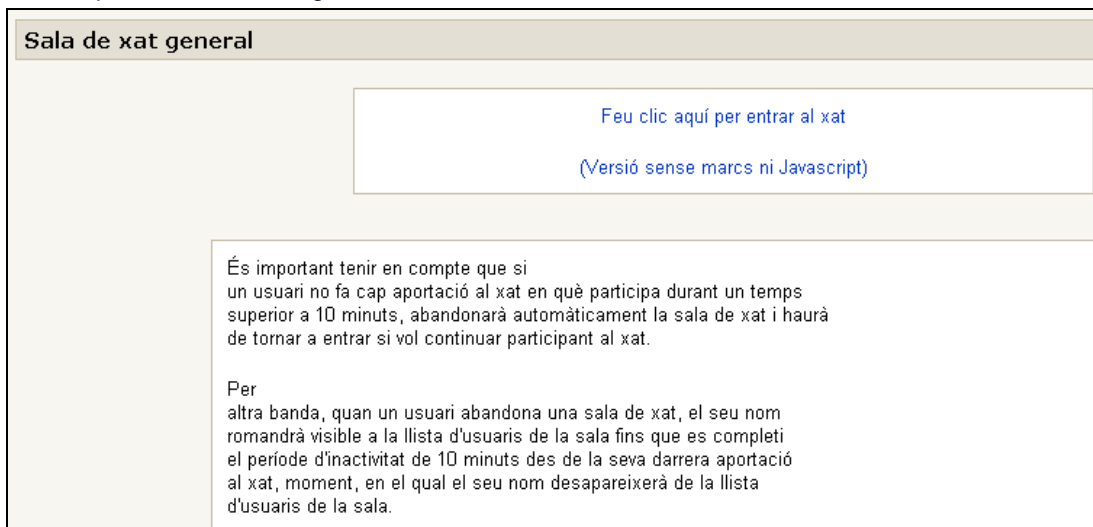 Sala de xat general
Feu clic aquí per entrar al xat
(Versió sense marcs ni Javascript)
És important tenir en compte que si
un usuari no fa cap aportació al xat en què participa durant un temps
superior a 10 minuts, abandonarà automàticament la sala de xat i haurà
de tornar a entrar si vol continuar participant al xat.
Per
altra banda, quan un usuari abandona una sala de xat, el seu nom
romandrà visible a la llista d'usuaris de la sala fins que es completi
el període d'inactivitat de 10 minuts des de la seva darrera aportació
al xat, moment, en el qual el seu nom desapareixerà de la llista
d'usuaris de la sala.